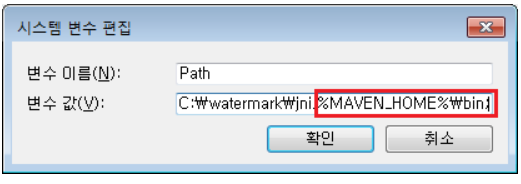 시스템 변수 편집
변수 이름(N):
Path
변수 값(V):
C:₩watermark₩jni;%MAVEN_HOME%₩bin;
확인
취소